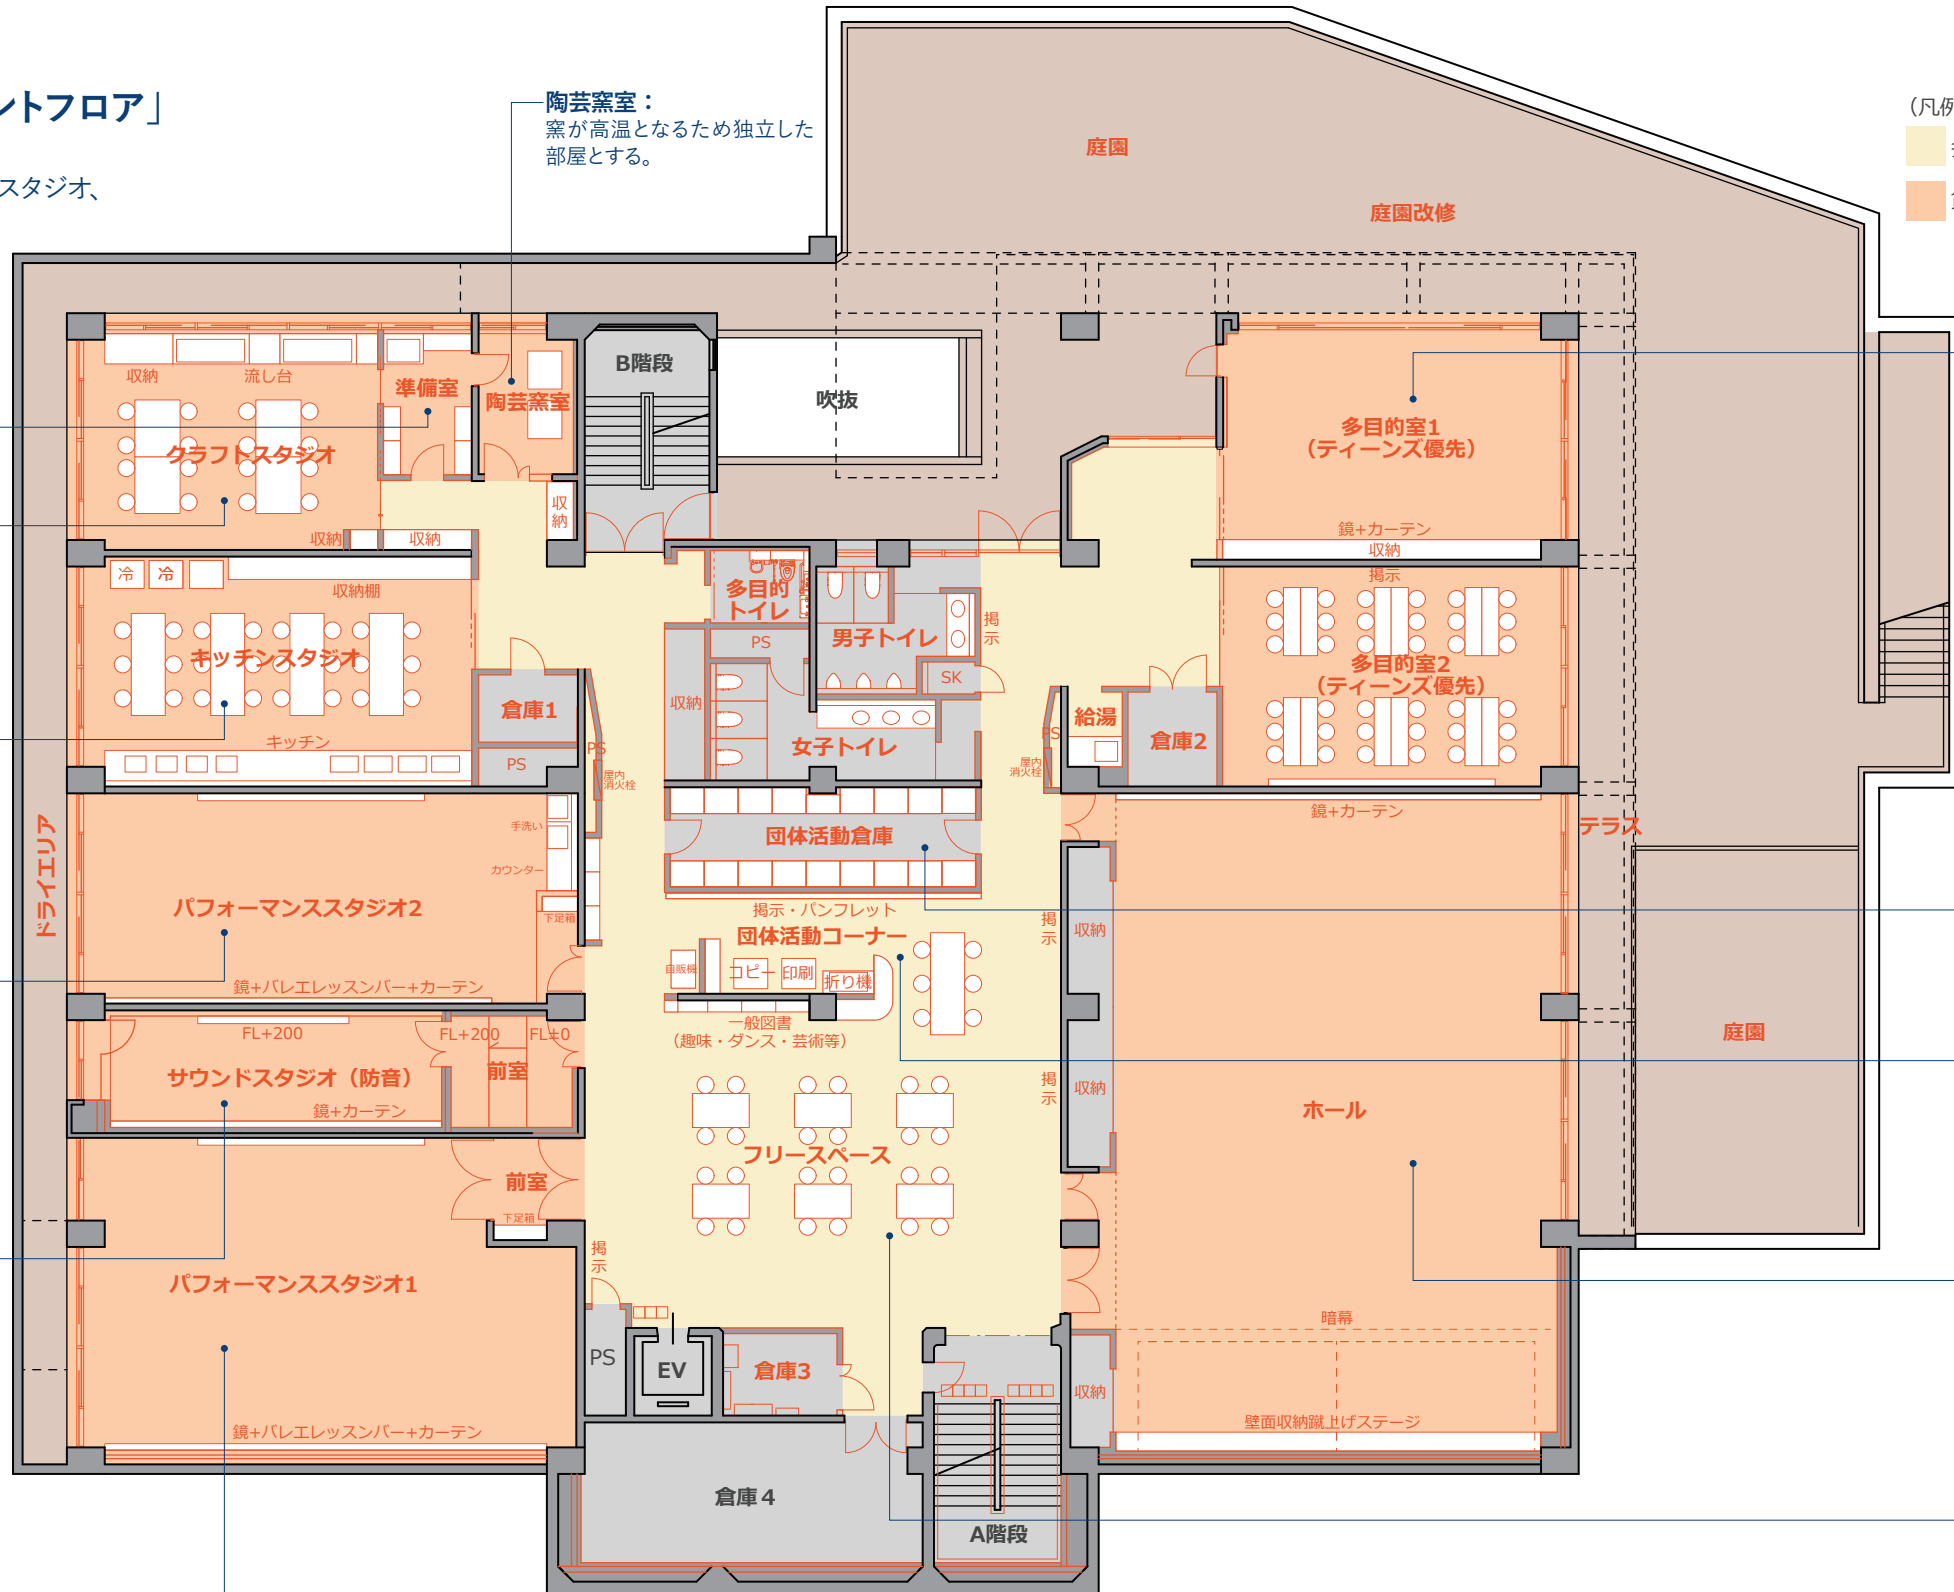 ントフロア」
スタジオ、
陶芸窯室：
窯が高温となるため独立した
部屋とする。
（凡例
庭園
庭園改修
B階段
吹抜
収納
流し台
準備室
陶芸窯室
クラフトスタジオ
収納
収納
収納
多目的室1
（ティーンズ優先）
鏡+カーテン
収納
冷
冷
収納棚
キッチンスタジオ
キッチン
倉庫1
PS
PS
屋内
消火栓
多目的
トイレ
PS
男子トイレ
SK
収納
女子トイレ
掲示
給湯
PS
屋内
消火栓
倉庫2
掲示
多目的室2
（ティーンズ優先）
鏡+カーテン
テラス
ドライエリア
手洗い
カウンター
下足箱
パフォーマンススタジオ2
鏡+バレエレッスンバー+カーテン
団体活動倉庫
掲示・パンフレット
団体活動コーナー
自販機
コピー
印刷
折り機
一般図書
（趣味・ダンス・芸術等）
掲示
収納
掲示
収納
FL+200
FL+200
FL±0
前室
サウンドスタジオ（防音）
鏡+カーテン
フリースペース
ホール
庭園
前室
下足箱
パフォーマンススタジオ1
鏡+バレエレッスンバー+カーテン
掲示
PS
EV
倉庫3
収納
暗幕
壁面収納蹴上げステージ
倉庫４
A階段